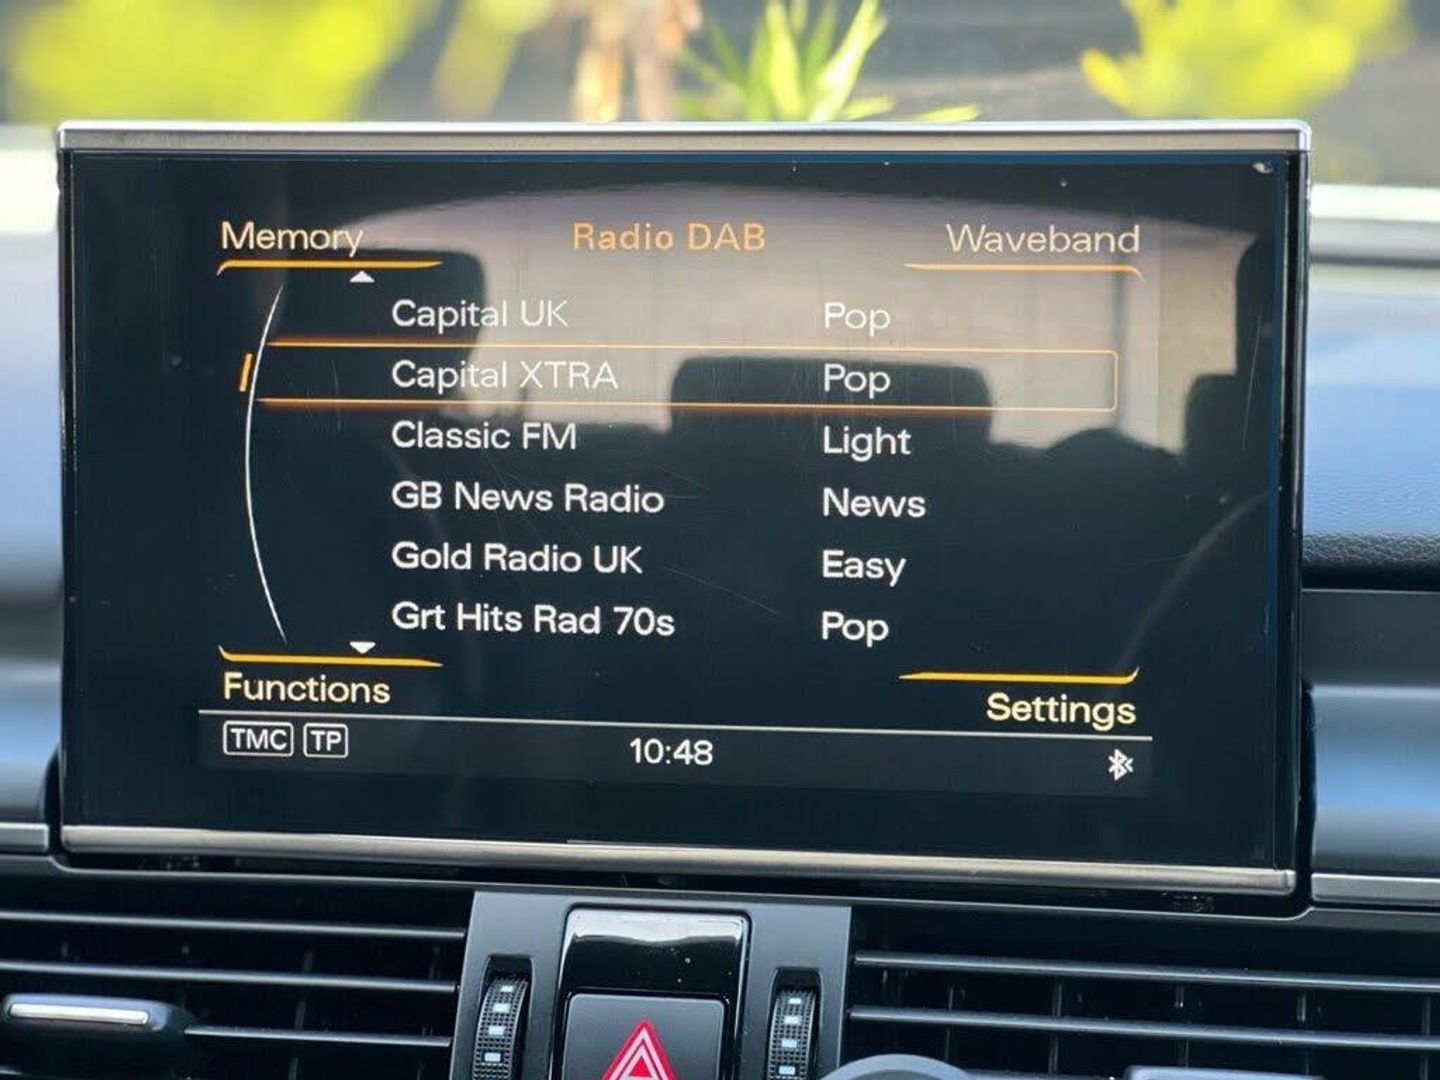 Memory Radio DAB Waveband
Capital UK Pop
Capital XTRA Pop
Classic FM Light
GB News Radio News
Gold Radio UK Easy
Grt Hits Rad 70s Pop
Functions Settings
TMC TP 10:48